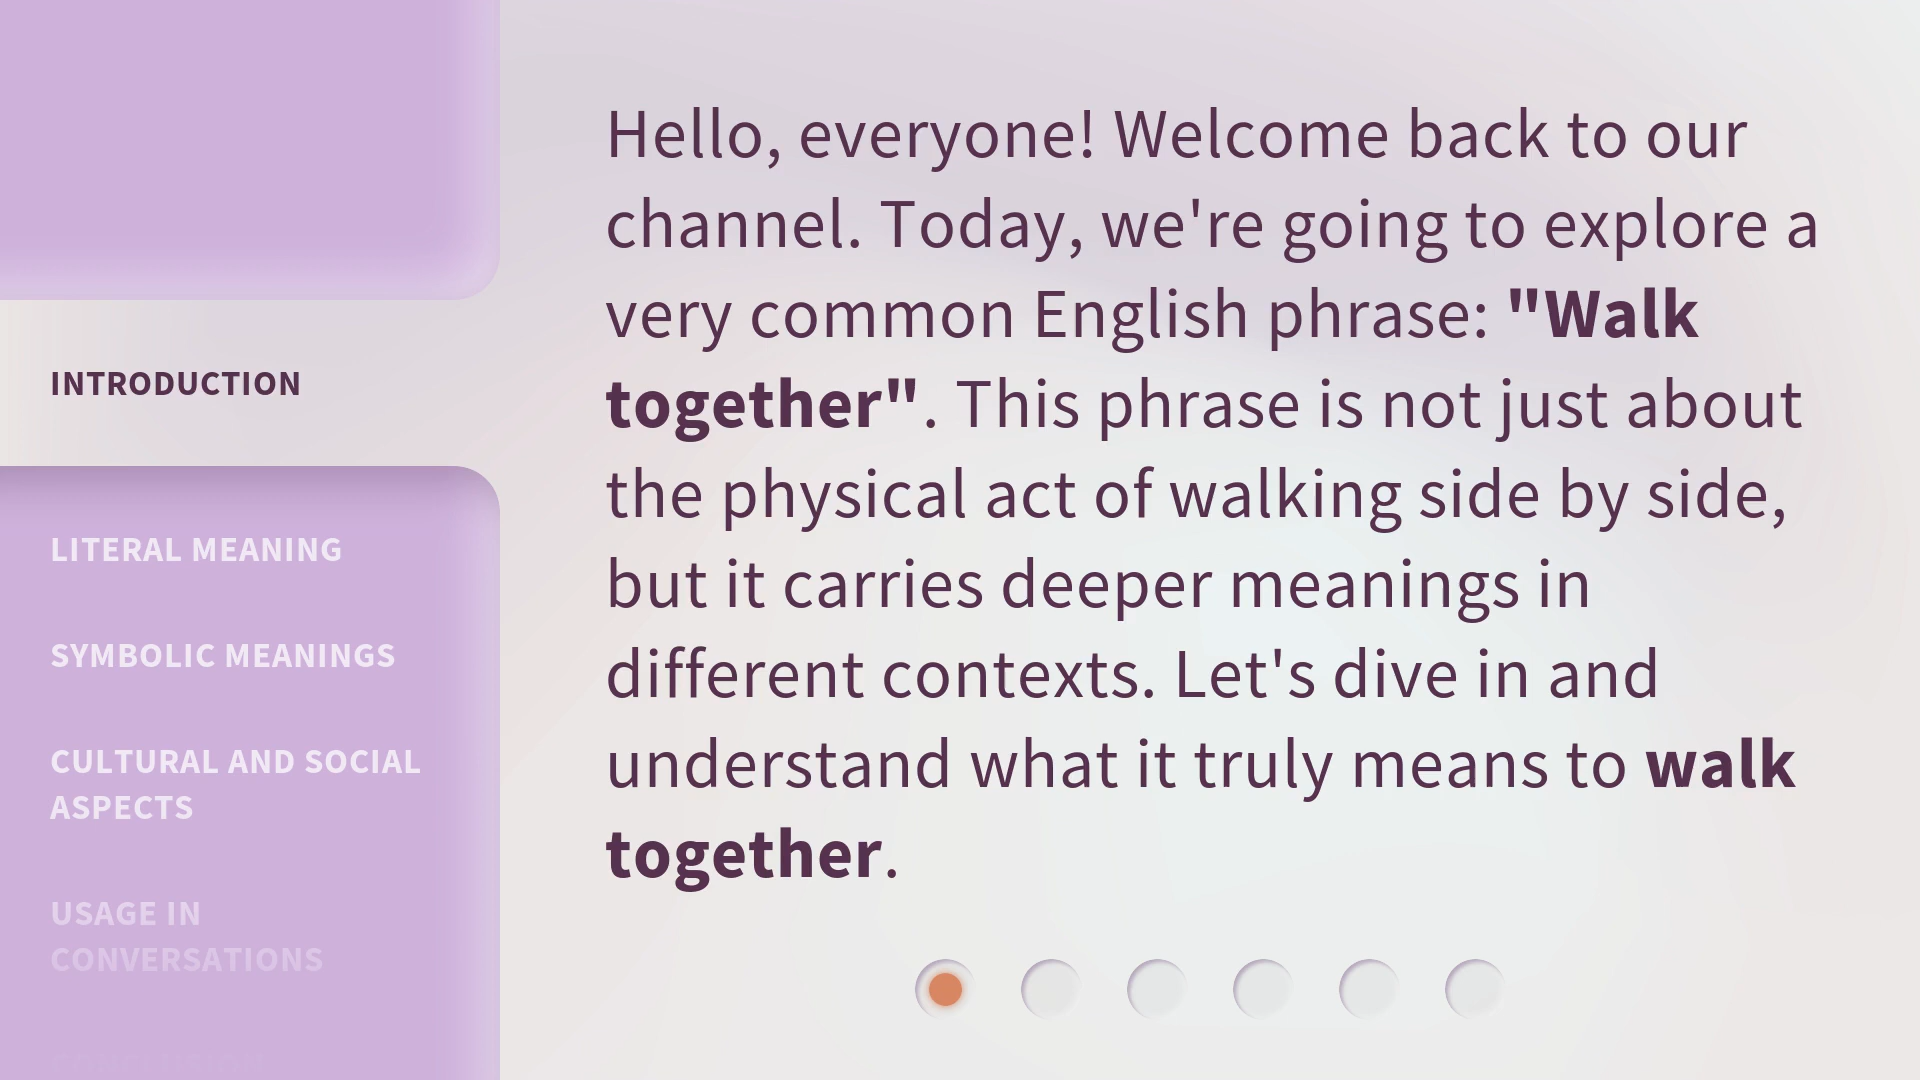 INTRODUCTION
LITERAL MEANING
SYMBOLIC MEANINGS
CULTURAL AND SOCIAL
ASPECTS
USAGE IN
CONVERSATIONS
CONCLUSION
Hello, everyone! Welcome back to our
channel. Today, we're going to explore a
very common English phrase: "Walk
together". This phrase is not just about
the physical act of walking side by side,
but it carries deeper meanings in
different contexts. Let's dive in and
understand what it truly means to walk
together.